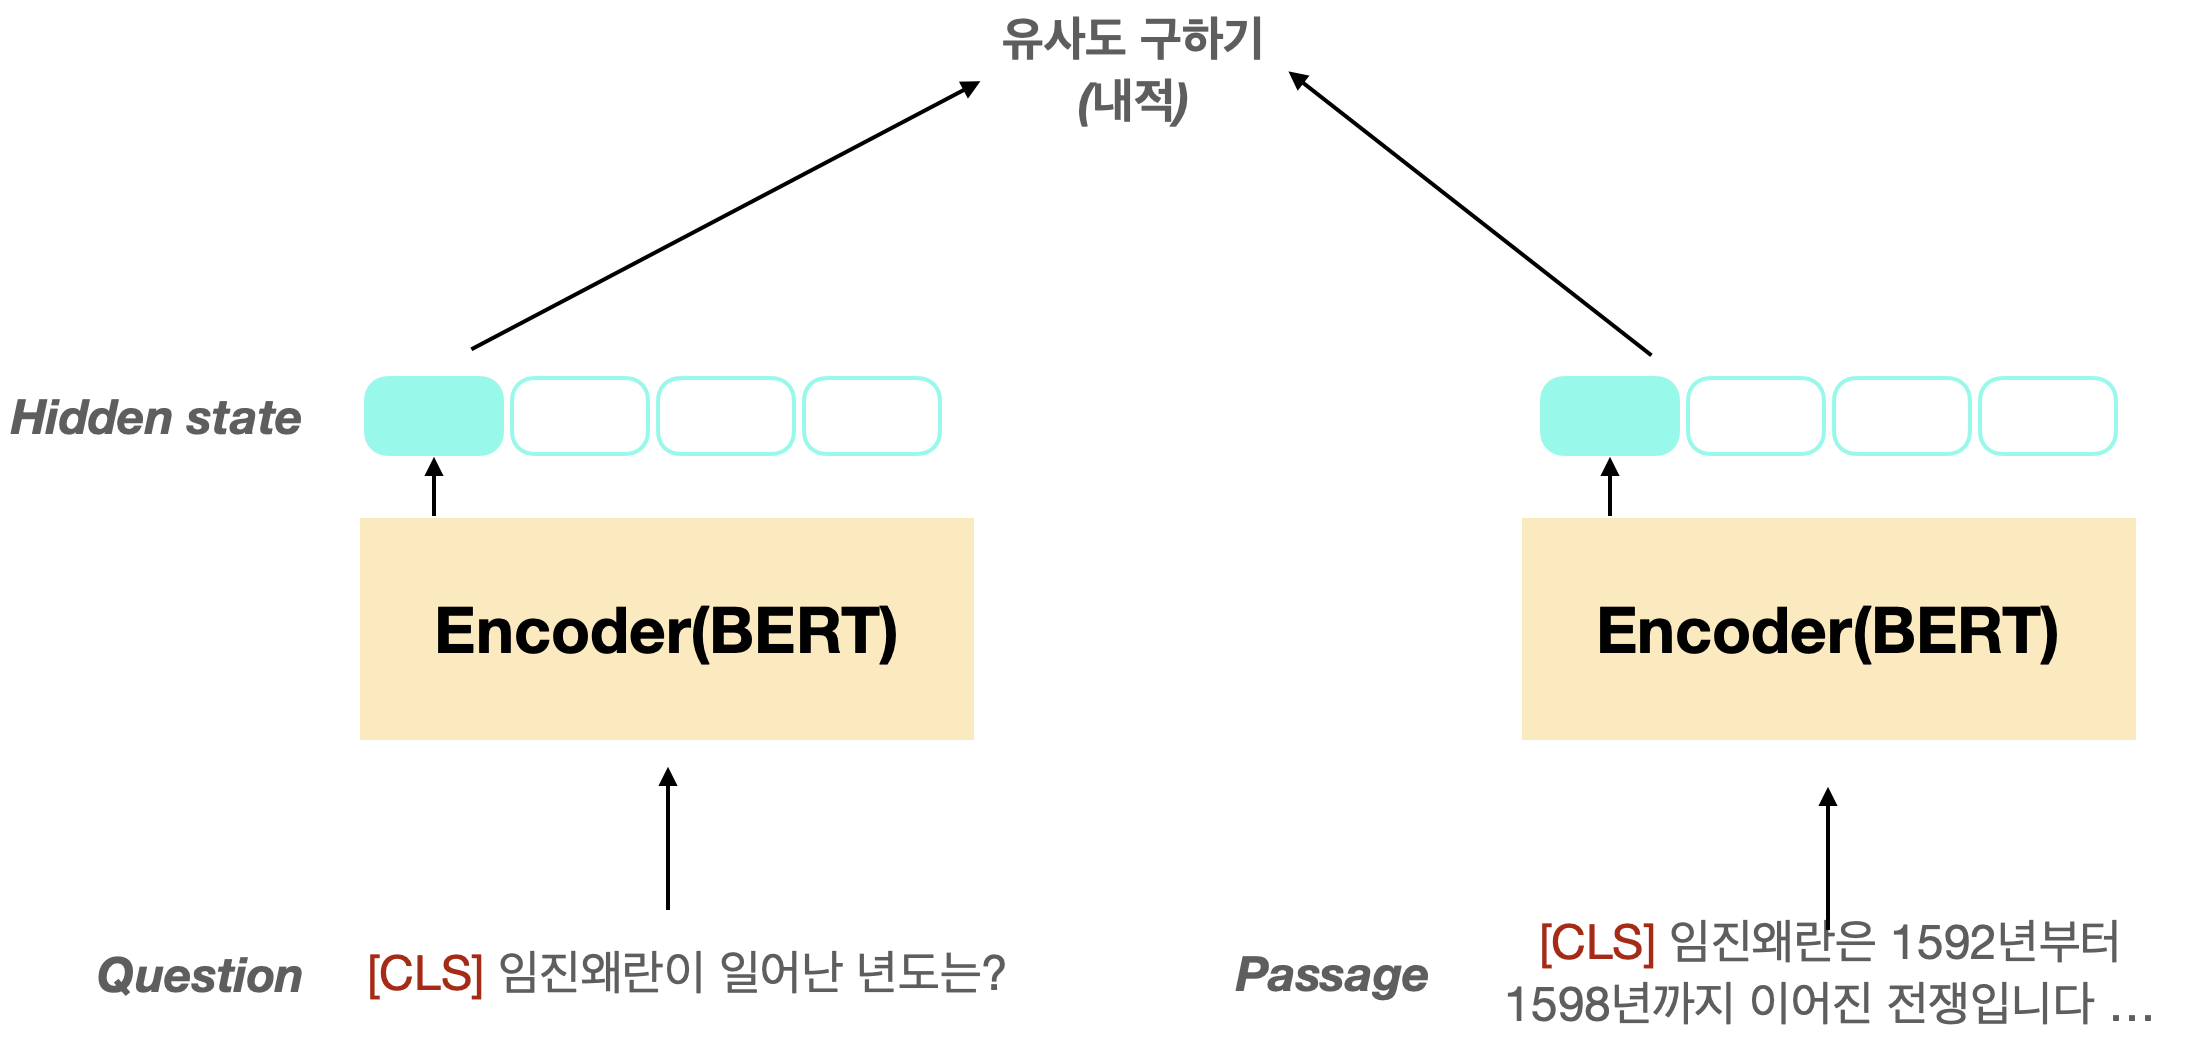 유사도 구하기
(내적)
Hidden state
Encoder(BERT)
Encoder(BERT)
Question
[CLS] 임진왜란이 일어난 년도는?
Passage
[CLS] 임진왜란은 1592년부터
1598년까지 이어진 전쟁입니다 ...